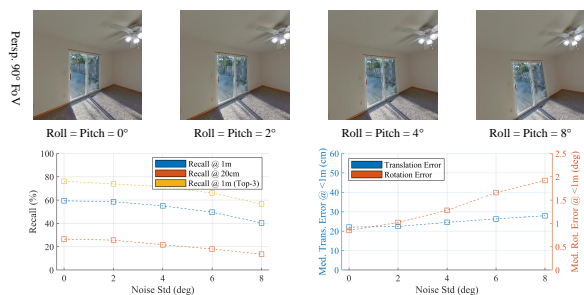 Persp. 90° FoV
Roll = Pitch = 0°
Roll = Pitch = 2°
Roll = Pitch = 4°
Roll = Pitch = 8°
100
80
60
40
20
0
Recall (%)
Recall @ 1m
Recall @ 20cm
Recall @ 1m (Top-3)
0
2
4
6
8
Noise Std (deg)
60
50
40
30
20
10
0
Med. Trans. Error @ <1m (cm)
Translation Error
Rotation Error
2.5
2
1.5
1
0.5
0
Med. Rot. Error @ <1m (deg)
0
2
4
6
8
Noise Std (deg)